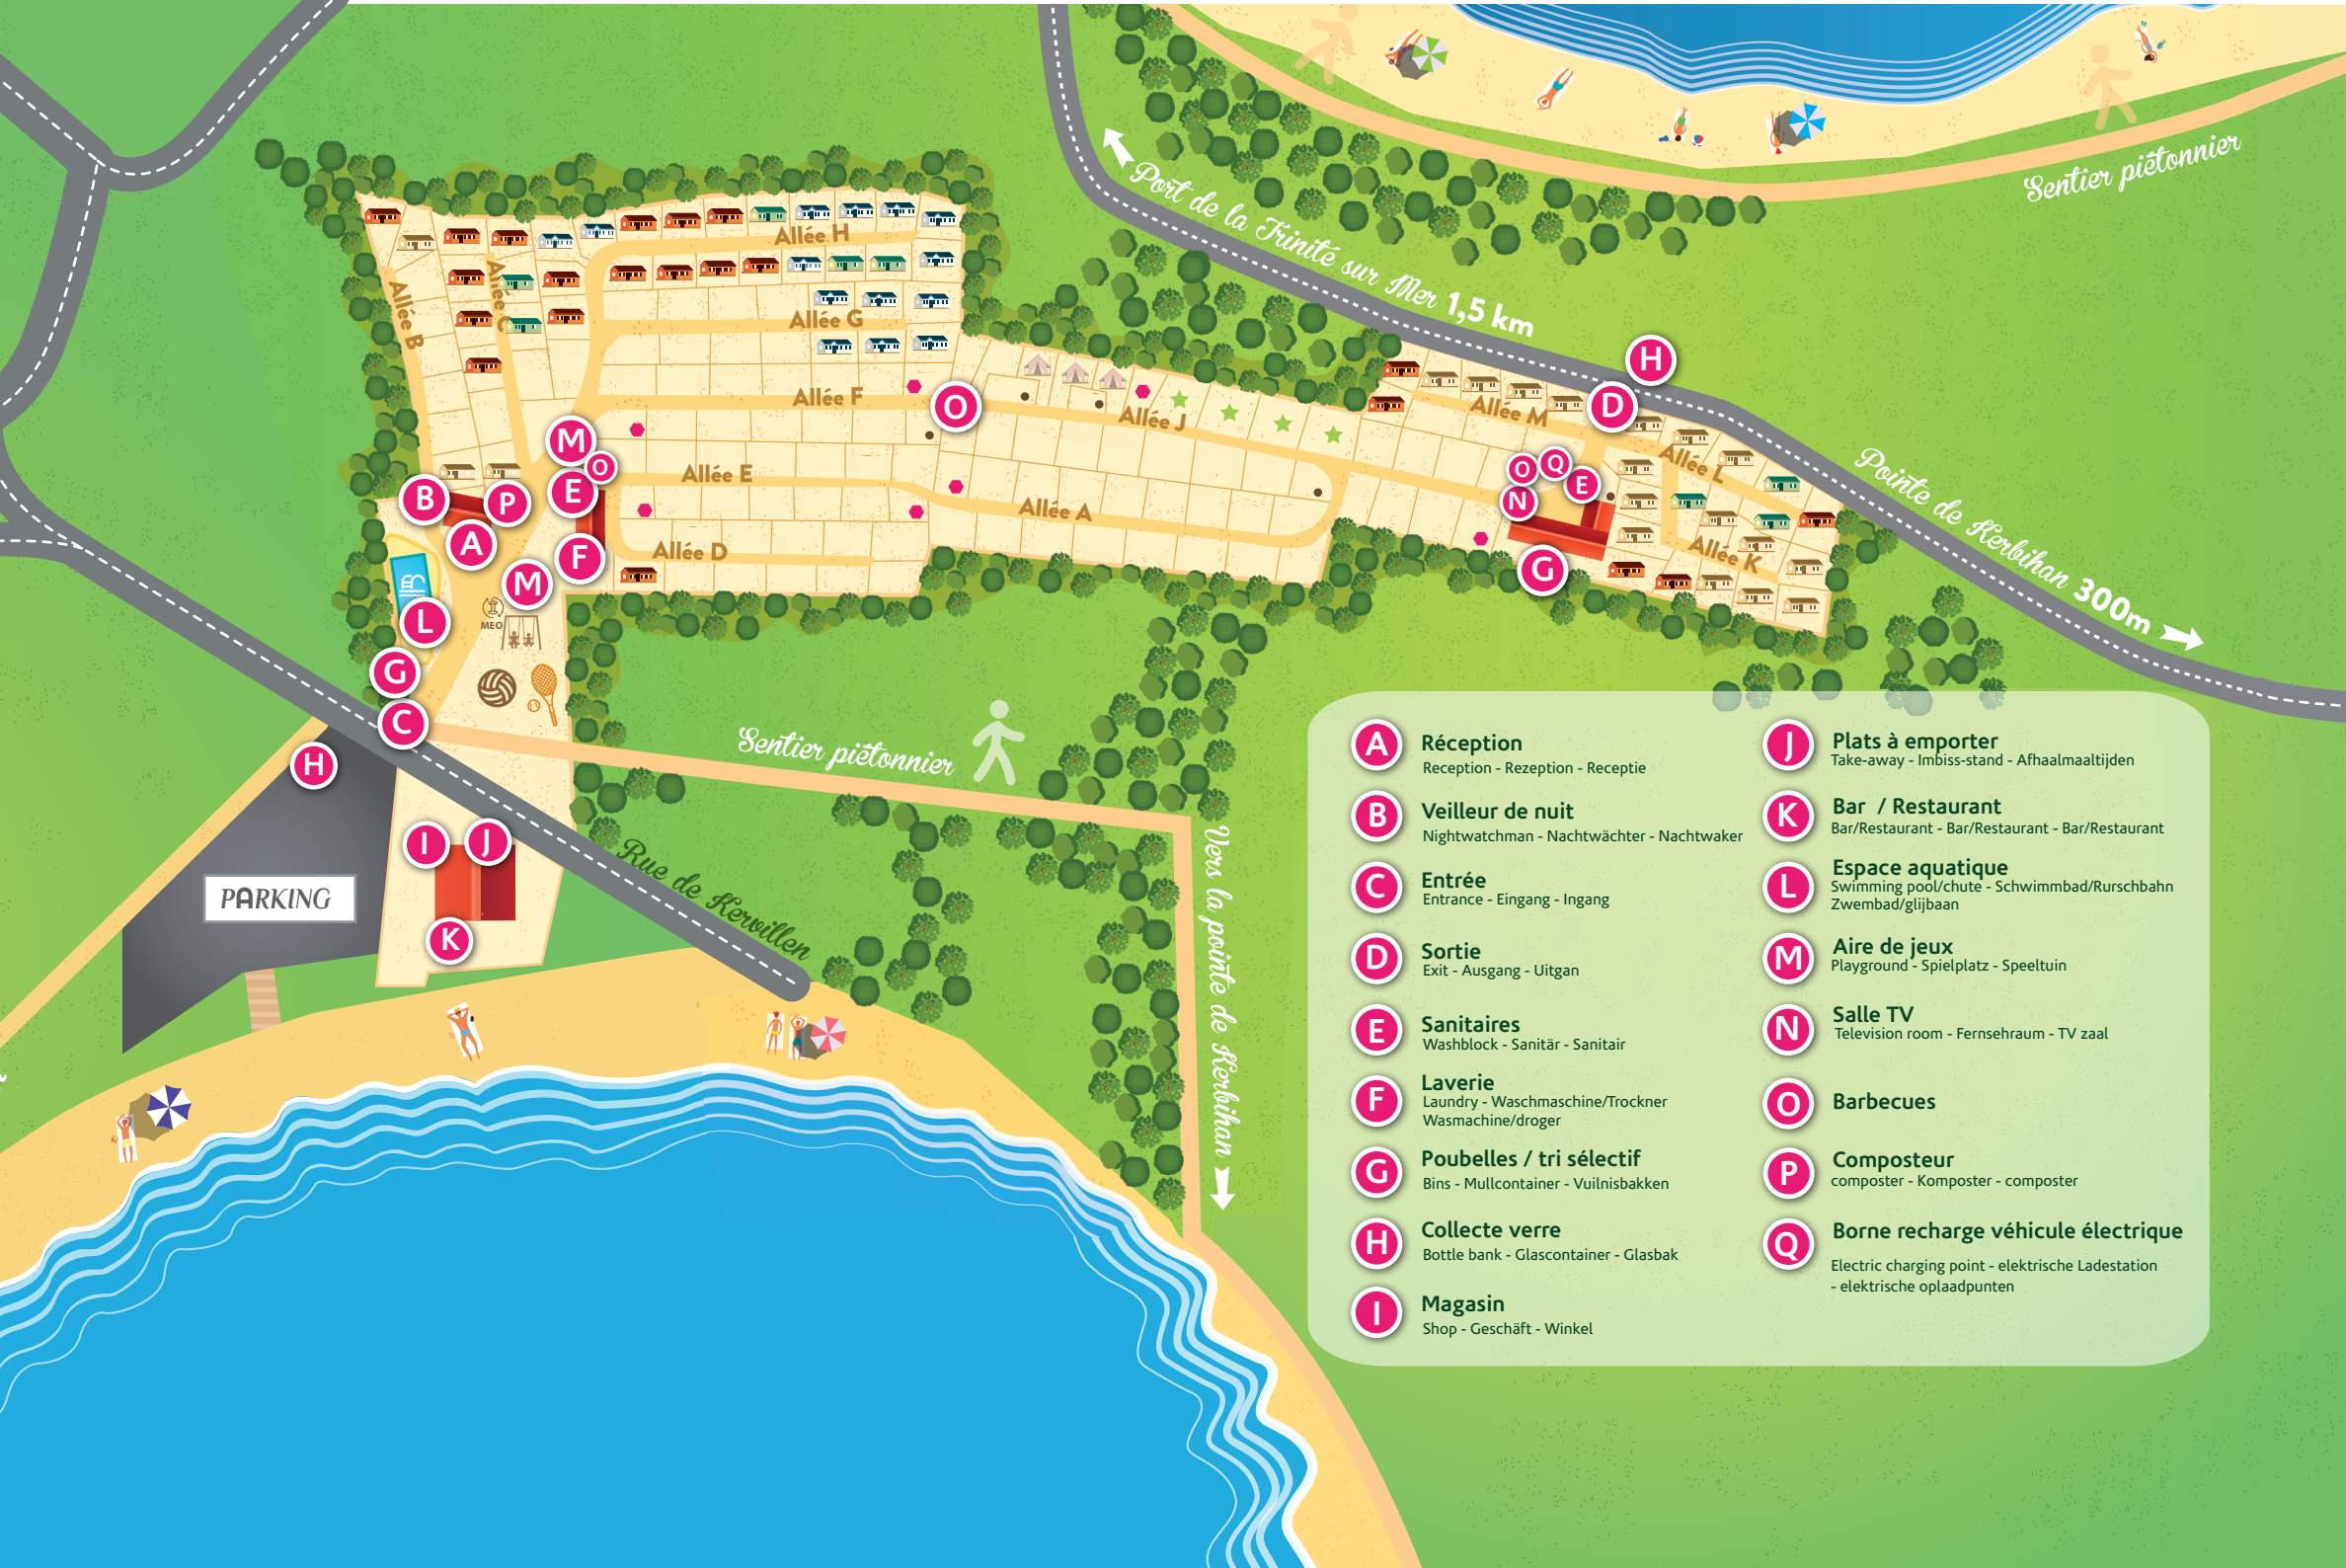 Allée H
Allée B
Allée C
Allée G
Allée F
Allée E
Allée D
Allée J
Allée A
Allée M
Allée L
Allée K
Port de la Trinité sur Mer 1,5 km
Sentier piétonnier
Pointe de Kerbihan 300m
H
D
O
M
O
E
B
P
A
F
M
L
G
C
H
O
Q
E
N
G
MEO
Sentier piétonnier
Rue de Kervillen
Vers la pointe de Kerbihan
PARKING
I
J
K
A Réception
Reception - Rezeption - Receptie
B Veilleur de nuit
Nightwatchman - Nachtwächter - Nachtwaker
C Entrée
Entrance - Eingang - Ingang
D Sortie
Exit - Ausgang - Uitgan
E Sanitaires
Washblock - Sanitär - Sanitair
F Laverie
Laundry - Waschmaschine/Trockner
Wasmachine/droger
G Poubelles / tri sélectif
Bins - Mullcontainer - Vuilnisbakken
H Collecte verre
Bottle bank - Glascontainer - Glasbak
I Magasin
Shop - Geschäft - Winkel
J Plats à emporter
Take-away - Imbiss-stand - Afhaalmaaltijden
K Bar / Restaurant
Bar/Restaurant - Bar/Restaurant - Bar/Restaurant
L Espace aquatique
Swimming pool/chute - Schwimmbad/Rurschbahn
Zwembad/glijbaan
M Aire de jeux
Playground - Spielplatz - Speeltuin
N Salle TV
Television room - Fernsehraum - TV zaal
O Barbecues
P Composteur
composter - Komposter - composter
Q Borne recharge véhicule électrique
Electric charging point - elektrische Ladestation
- elektrische oplaadpunten